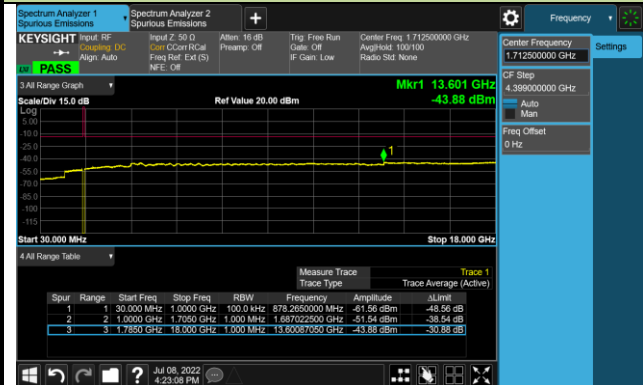 Spectrum Analyzer 1
Spurious Emissions
Spectrum Analyzer 2
Spurious Emissions
+
Frequency
KEYSIGHT
Input: RF
Coupling: DC
Align: Auto
Input Z: 50 Ω
Corr CCorr RCal
Freq Ref: Ext (S)
NFE: Off
Atten: 16 dB
Preamp: Off
Trig: Free Run
Gate: Off
IF Gain: Low
Center Freq: 1.712500000 GHz
Avg|Hold: 100/100
Radio Std: None
PASS
Center Frequency
1.712500000 GHz
Settings
CF Step
4.399000000 GHz
Auto
Man
Freq Offset
0 Hz
3 All Range Graph
Mkr1 13.601 GHz
Scale/Div 15.0 dB
Ref Value 20.00 dBm
-43.88 dBm
Log
5.00
-10.0
-25.0
-40.0
-55.0
-70.0
-85.0
-100
-115
1
Start 30.000 MHz
Stop 18.000 GHz
4 All Range Table
Measure Trace Trace 1
Trace Type Trace Average (Active)
Spur Range Start Freq Stop Freq RBW Frequency Amplitude ΔLimit
1 1 30.000 MHz 1.0000 GHz 100.0 kHz 878.2650000 MHz -61.56 dBm -48.56 dB
2 2 1.0000 GHz 1.7050 GHz 1.000 MHz 1.687022500 GHz -51.54 dBm -38.54 dB
3 3 1.7850 GHz 18.000 GHz 1.000 MHz 13.60087050 GHz -43.88 dBm -30.88 dB
?
Jul 08, 2022
4:23:08 PM